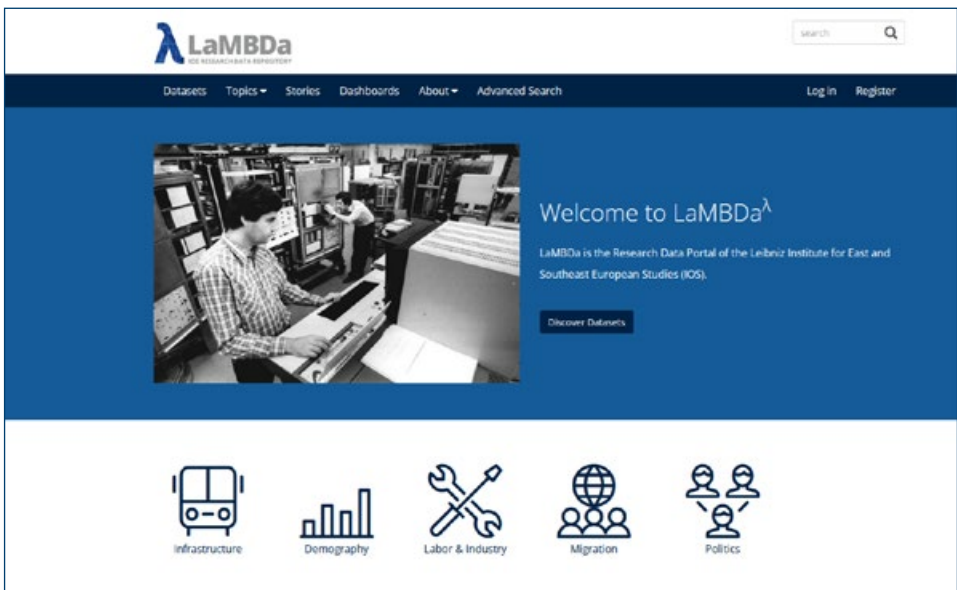 search
λ LaMBDa
IOS RESEARCH DATA REPOSITORY
Datasets Topics Stories Dashboards About Advanced Search Log in Register
Welcome to LaMBDaλ
LaMBDa is the Research Data Portal of the Leibniz Institute for East and
Southeast European Studies (IOS).
Discover Datasets
Infrastructure Demography Labor & Industry Migration Politics